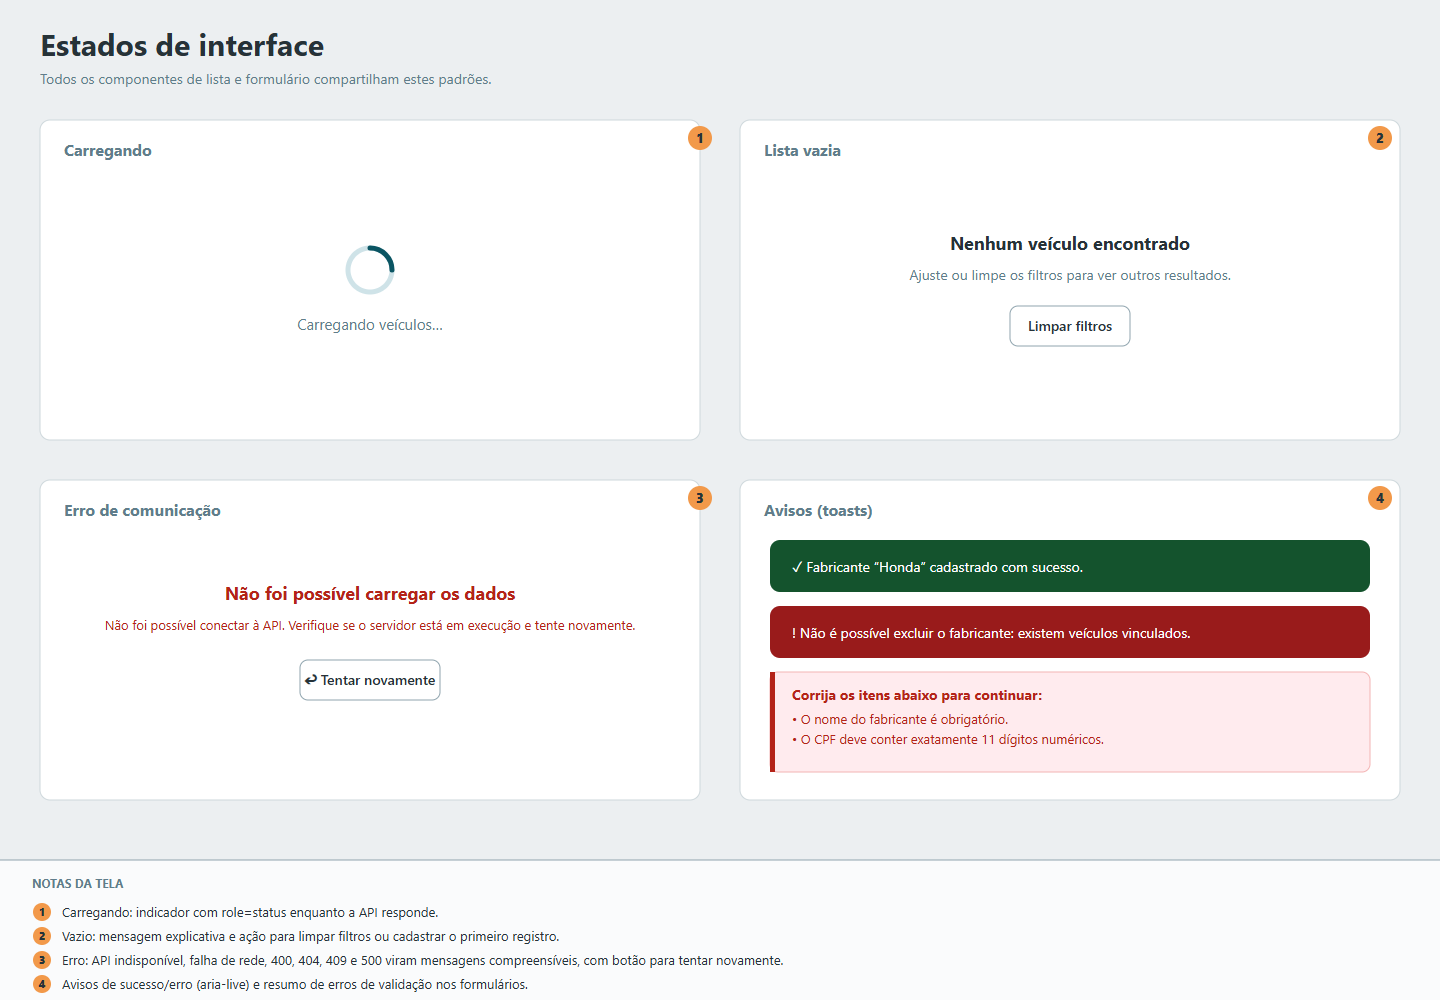 Estados de interface
Todos os componentes de lista e formulário compartilham estes padrões.
Carregando
1
Carregando veículos...
Lista vazia
2
Nenhum veículo encontrado
Ajuste ou limpe os filtros para ver outros resultados.
Limpar filtros
Erro de comunicação
3
Não foi possível carregar os dados
Não foi possível conectar à API. Verifique se o servidor está em execução e tente novamente.
↩ Tentar novamente
Avisos (toasts)
4
✓ Fabricante “Honda” cadastrado com sucesso.
! Não é possível excluir o fabricante: existem veículos vinculados.
Corrija os itens abaixo para continuar:
• O nome do fabricante é obrigatório.
• O CPF deve conter exatamente 11 dígitos numéricos.
NOTAS DA TELA
1 Carregando: indicador com role=status enquanto a API responde.
2 Vazio: mensagem explicativa e ação para limpar filtros ou cadastrar o primeiro registro.
3 Erro: API indisponível, falha de rede, 400, 404, 409 e 500 viram mensagens compreensíveis, com botão para tentar novamente.
4 Avisos de sucesso/erro (aria-live) e resumo de erros de validação nos formulários.